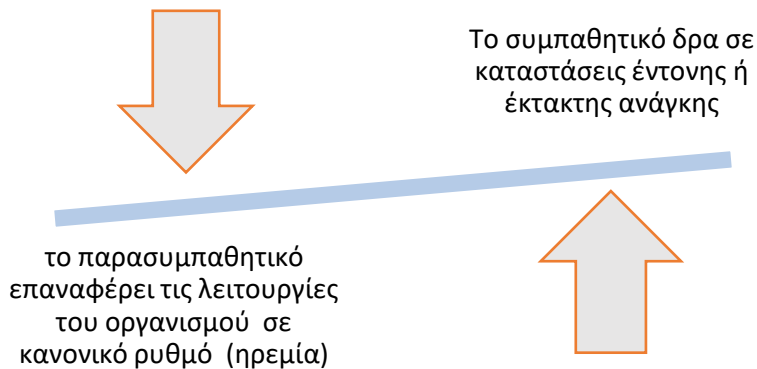 Το συμπαθητικό δρα σε
καταστάσεις έντονης ή
έκτακτης ανάγκης
το παρασυμπαθητικό
επαναφέρει τις λειτουργίες
του οργανισμού σε
κανονικό ρυθμό (ηρεμία)